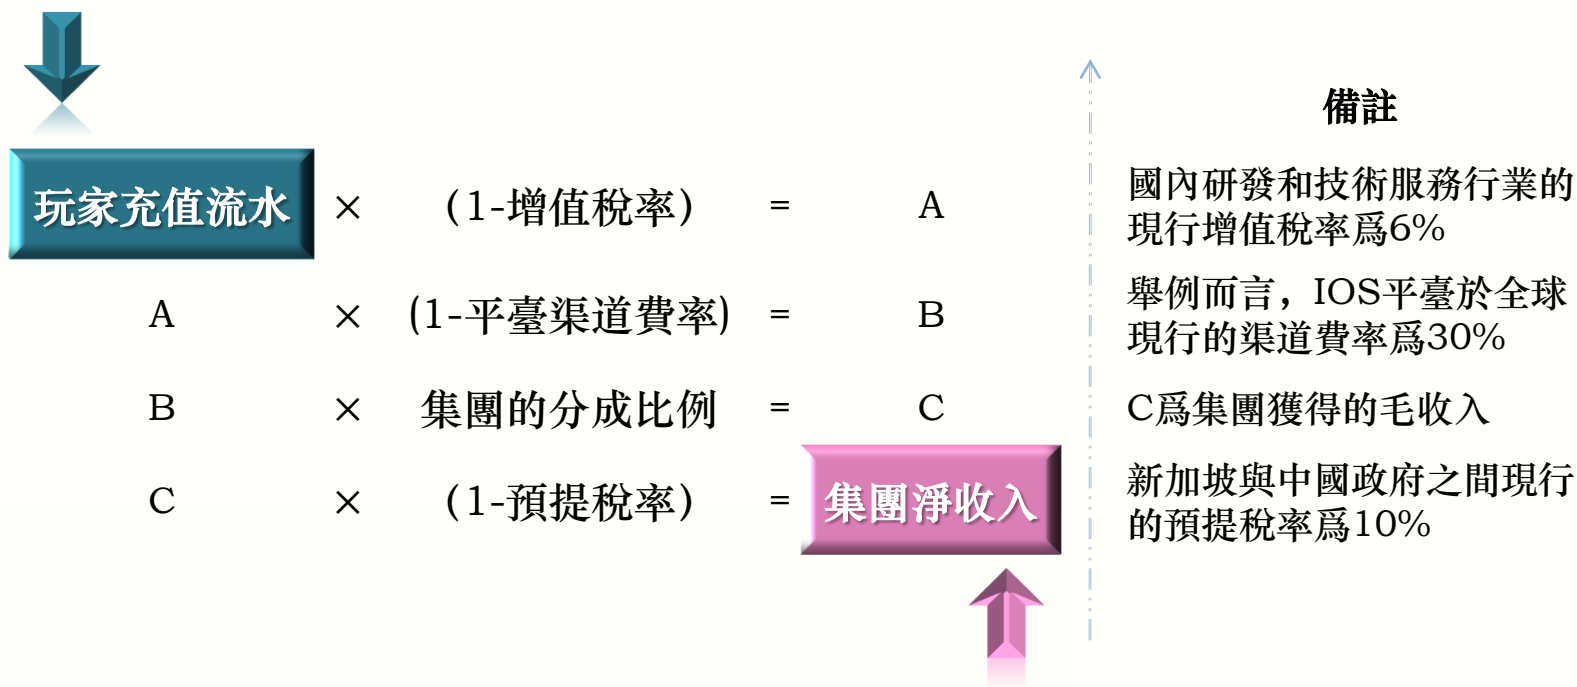 備註
玩家充值流水 × (1-增值稅率) = A
國內研發和技術服務行業的
現行增值稅率爲6%
A × (1-平臺渠道費率) = B
舉例而言，IOS平臺於全球
現行的渠道費率爲30%
B × 集團的分成比例 = C
C爲集團獲得的毛收入
C × (1-預提稅率) = 集團淨收入
新加坡與中國政府之間現行
的預提稅率爲10%